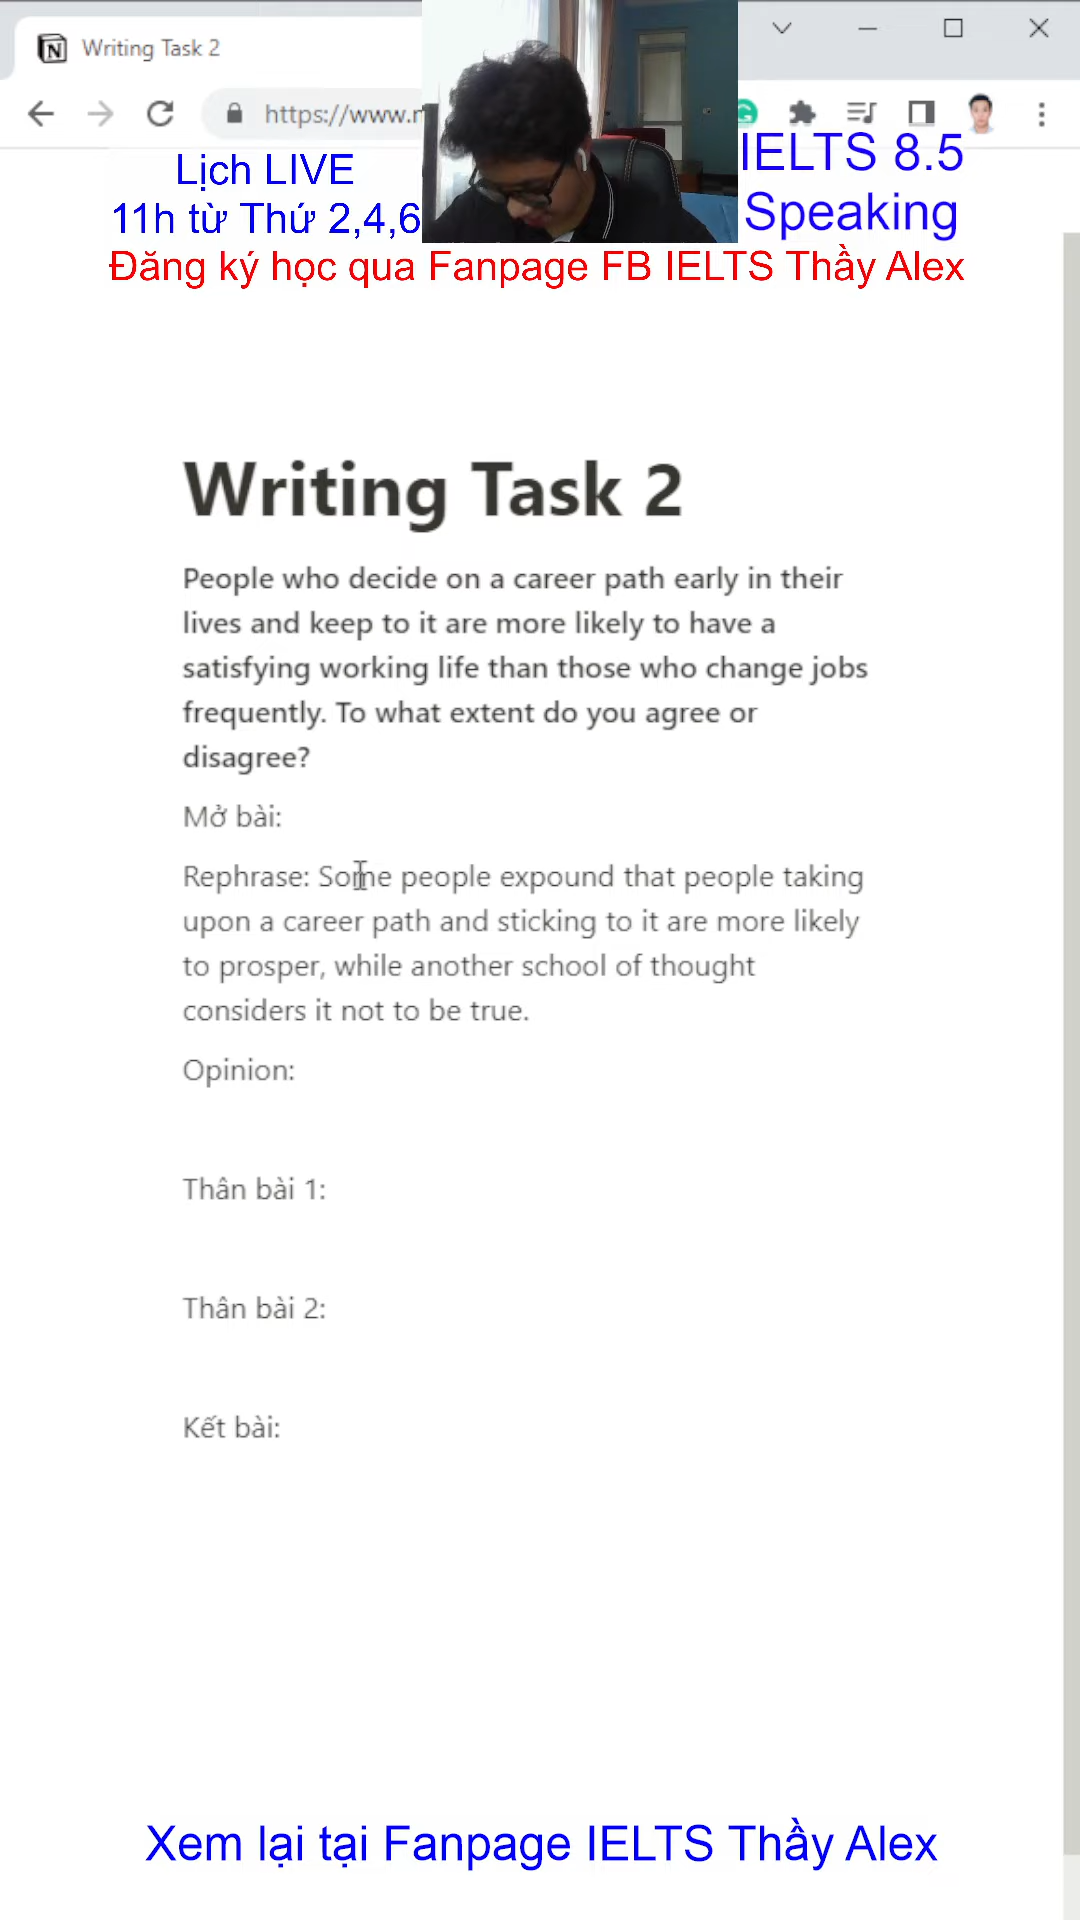 Writing Task 2
https://www.
Lịch LIVE
11h từ Thứ 2,4,6
IELTS 8.5
Speaking
Đăng ký học qua Fanpage FB IELTS Thầy Alex
Writing Task 2
People who decide on a career path early in their
lives and keep to it are more likely to have a
satisfying working life than those who change jobs
frequently. To what extent do you agree or
disagree?
Mở bài:
Rephrase: Some people expound that people taking
upon a career path and sticking to it are more likely
to prosper, while another school of thought
considers it not to be true.
Opinion:
Thân bài 1:
Thân bài 2:
Kết bài:
Xem lại tại Fanpage IELTS Thầy Alex